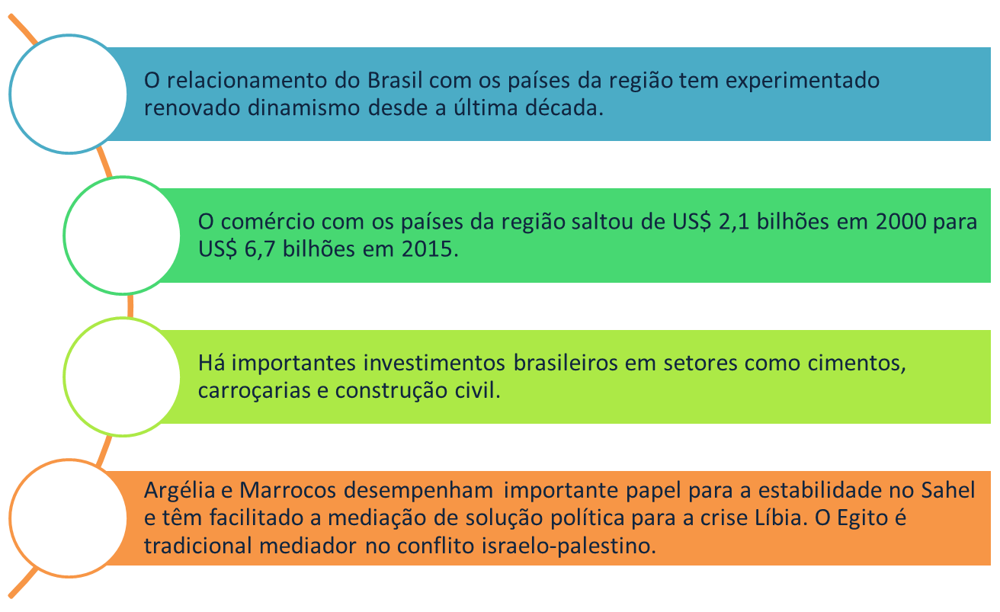 O relacionamento do Brasil com os países da região tem experimentado
renovado dinamismo desde a última década.
O comércio com os países da região saltou de US$ 2,1 bilhões em 2000 para
US$ 6,7 bilhões em 2015.
Há importantes investimentos brasileiros em setores como cimentos,
carroçarias e construção civil.
Argélia e Marrocos desempenham importante papel para a estabilidade no Sahel
e têm facilitado a mediação de solução política para a crise Líbia. O Egito é
tradicional mediador no conflito israelo-palestino.